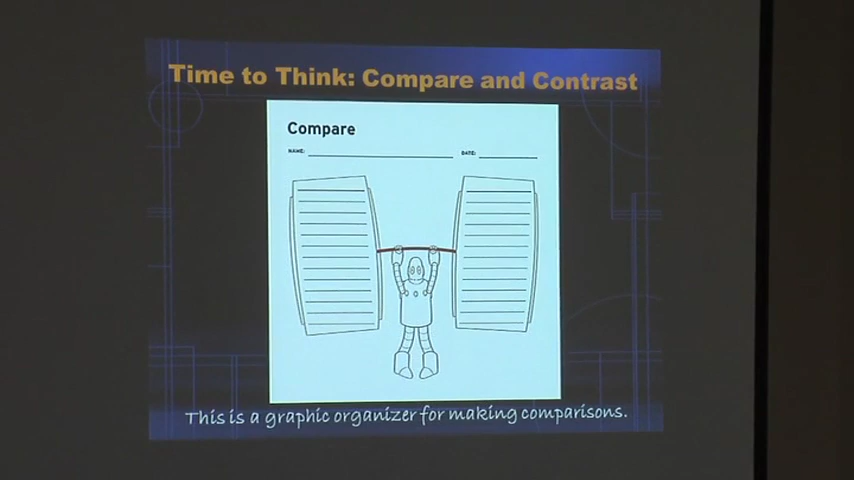 Time to Think: Compare and Contrast
Compare
NAME:
DATE:
This is a graphic organizer for making comparisons.